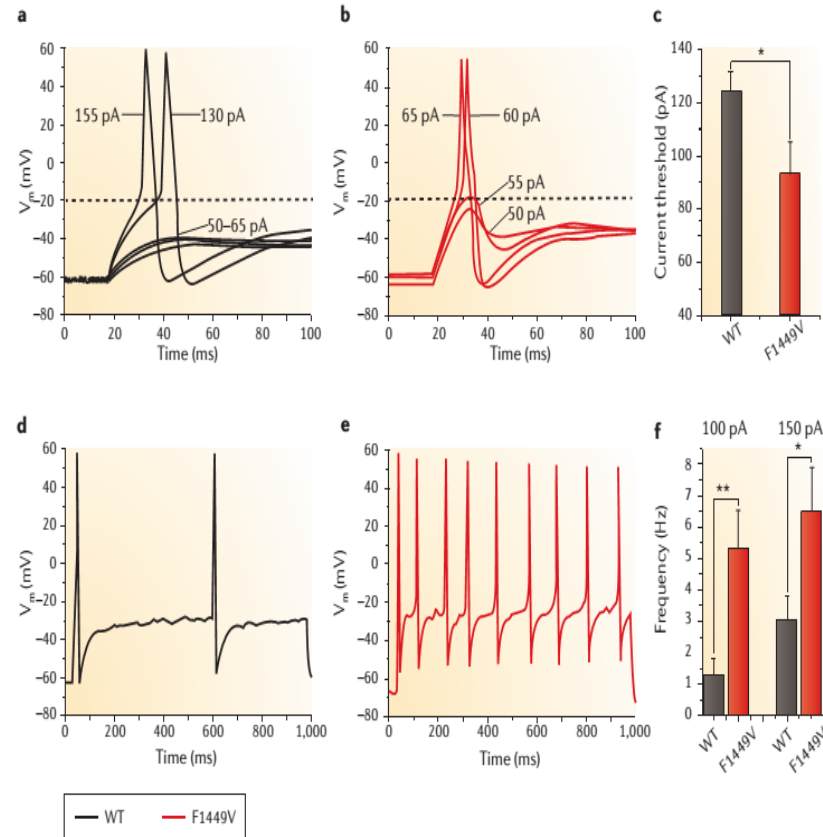 a
60
40
20
0
−20
−40
−60
−80
V_m (mV)
155 pA
130 pA
50–65 pA
0 20 40 60 80 100
Time (ms)
b
60
40
20
0
−20
−40
−60
−80
V_m (mV)
65 pA
60 pA
55 pA
50 pA
0 20 40 60 80 100
Time (ms)
c
140
120
100
80
60
40
Current threshold (pA)
*
WT
F1449V
d
60
40
20
0
−20
−40
−60
−80
V_m (mV)
0 200 400 600 800 1,000
Time (ms)
e
60
40
20
0
−20
−40
−60
−80
V_m (mV)
0 200 400 600 800 1,000
Time (ms)
f
100 pA 150 pA
8
7
6
5
4
3
2
1
0
Frequency (Hz)
**
*
WT
F1449V
WT
F1449V
WT F1449V